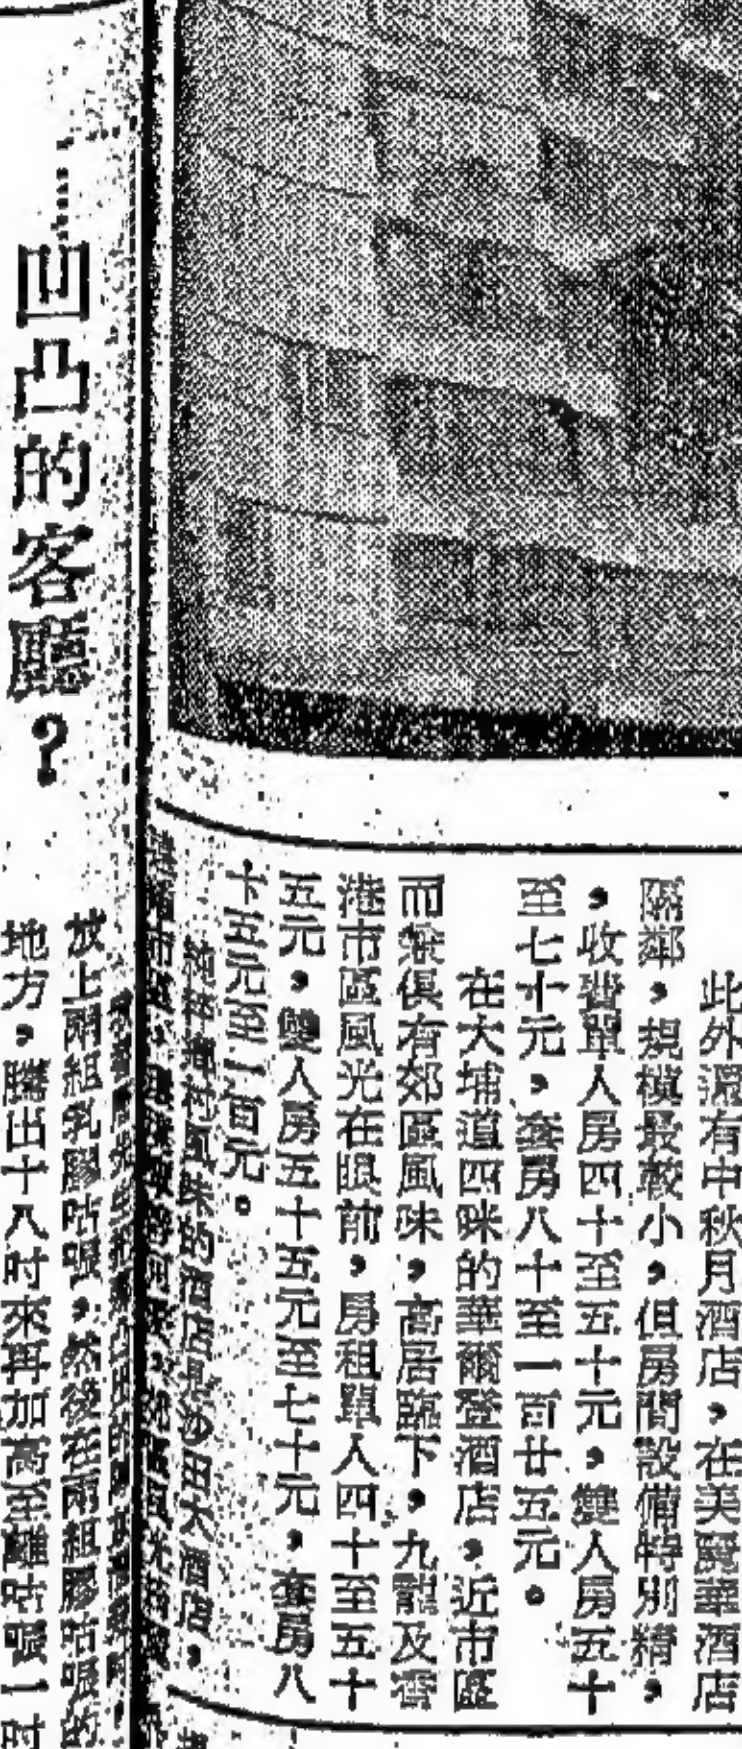 此外還有中秋月酒店，在美麗華酒店
隔鄰，規模最較小，但房間設備特別精，
，收費單人房四十至五十元，雙人房五十
至七十元，套房八十至一百廿五元。
在大埔道四咪的華爾登酒店，近市區
而兼俱有郊區風味，高居臨下，九龍及香
港市區風光在眼前，房租單人四十至五十
五元，雙人房五十五元至七十元，套房八
十五元至一百元。
純粹鄉村風味的酒店是沙田大酒店，
凹凸的客廳？
放上兩組乳膠咕𠱸，然後在兩組膠咕𠱸的
地方，騰出十八吋來再加高至離咕𠱸一吋